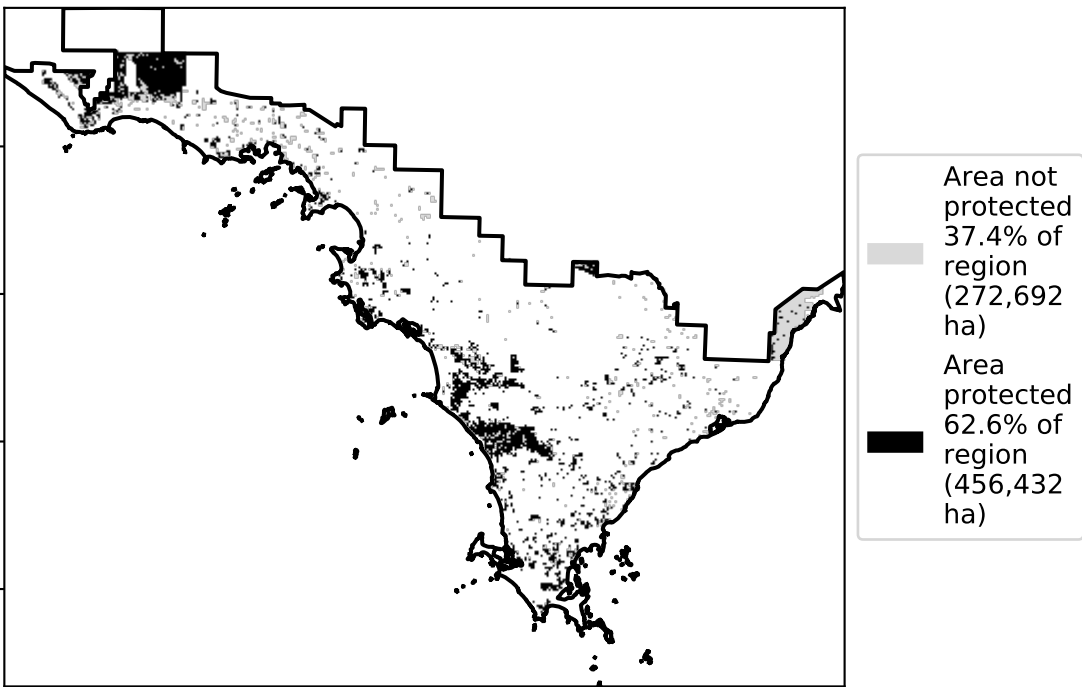 Area not
protected
37.4% of
region
(272,692
ha)
Area
protected
62.6% of
region
(456,432
ha)